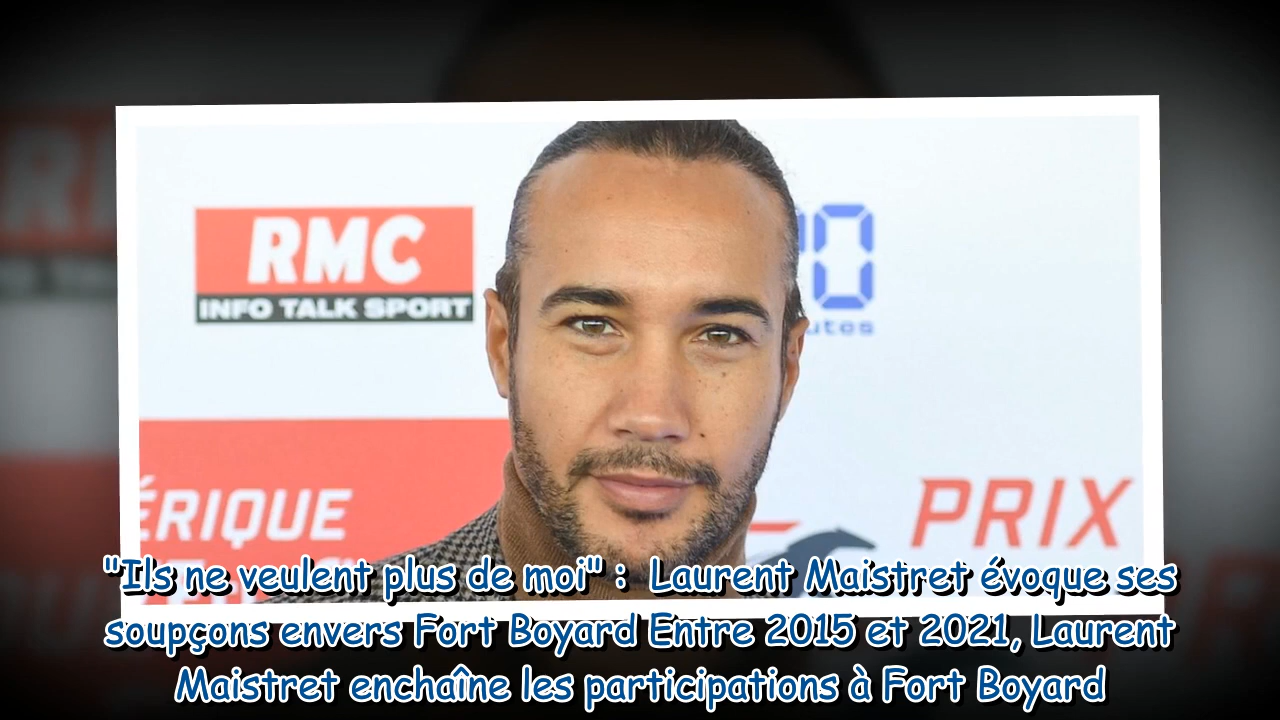 RMC
INFO TALK SPORT
ÉRIQUE
PRIX
"Ils ne veulent plus de moi" : Laurent Maistret évoque ses
soupçons envers Fort Boyard Entre 2015 et 2021, Laurent
Maistret enchaîne les participations à Fort Boyard